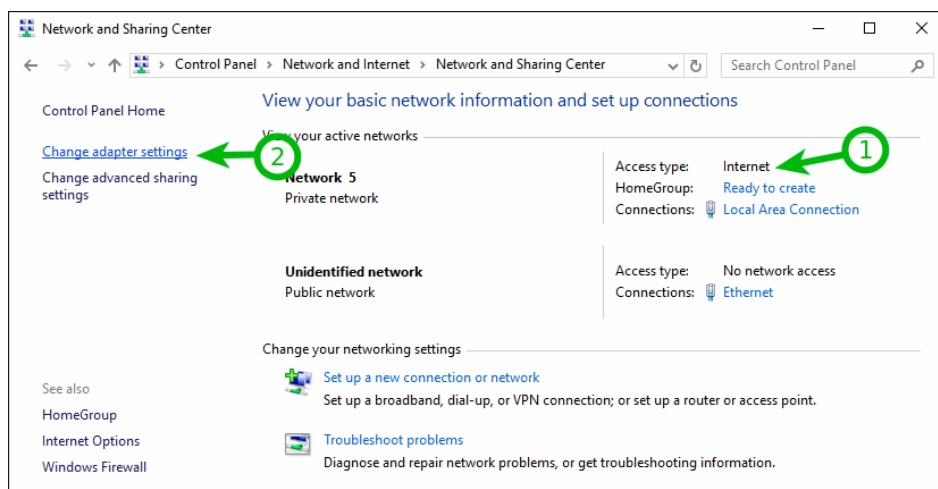 Network and Sharing Center
Control Panel > Network and Internet > Network and Sharing Center
Search Control Panel
Control Panel Home
Change adapter settings
Change advanced sharing
settings
View your basic network information and set up connections
View your active networks
2
Network 5
Private network
Access type: Internet
1
HomeGroup: Ready to create
Connections: Local Area Connection
Unidentified network
Public network
Access type: No network access
Connections: Ethernet
Change your networking settings
Set up a new connection or network
Set up a broadband, dial-up, or VPN connection; or set up a router or access point.
Troubleshoot problems
Diagnose and repair network problems, or get troubleshooting information.
See also
HomeGroup
Internet Options
Windows Firewall